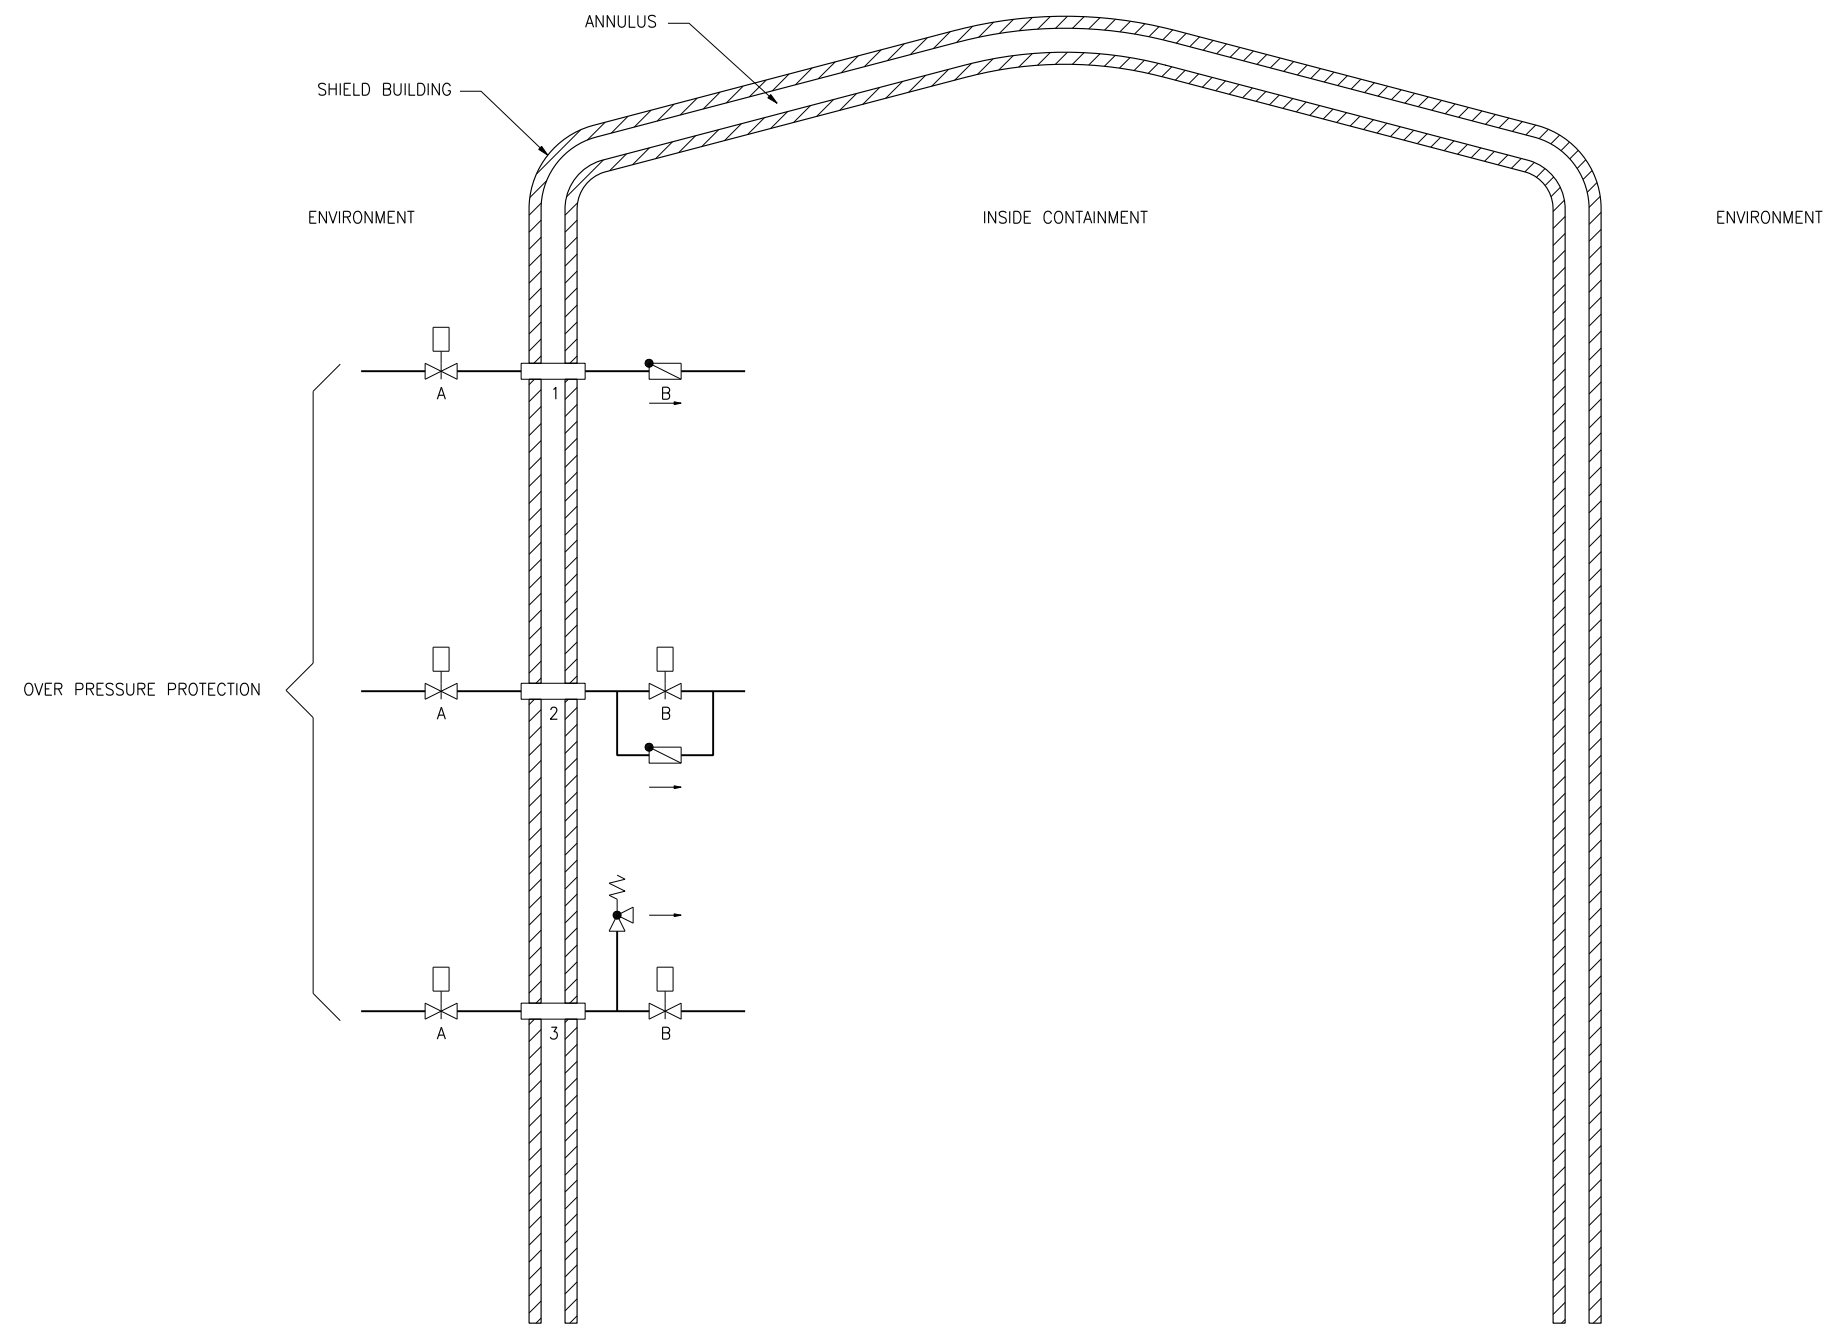 ANNULUS
SHIELD BUILDING
ENVIRONMENT
INSIDE CONTAINMENT
ENVIRONMENT
A
1
B
OVER PRESSURE PROTECTION
A
2
B
A
3
B